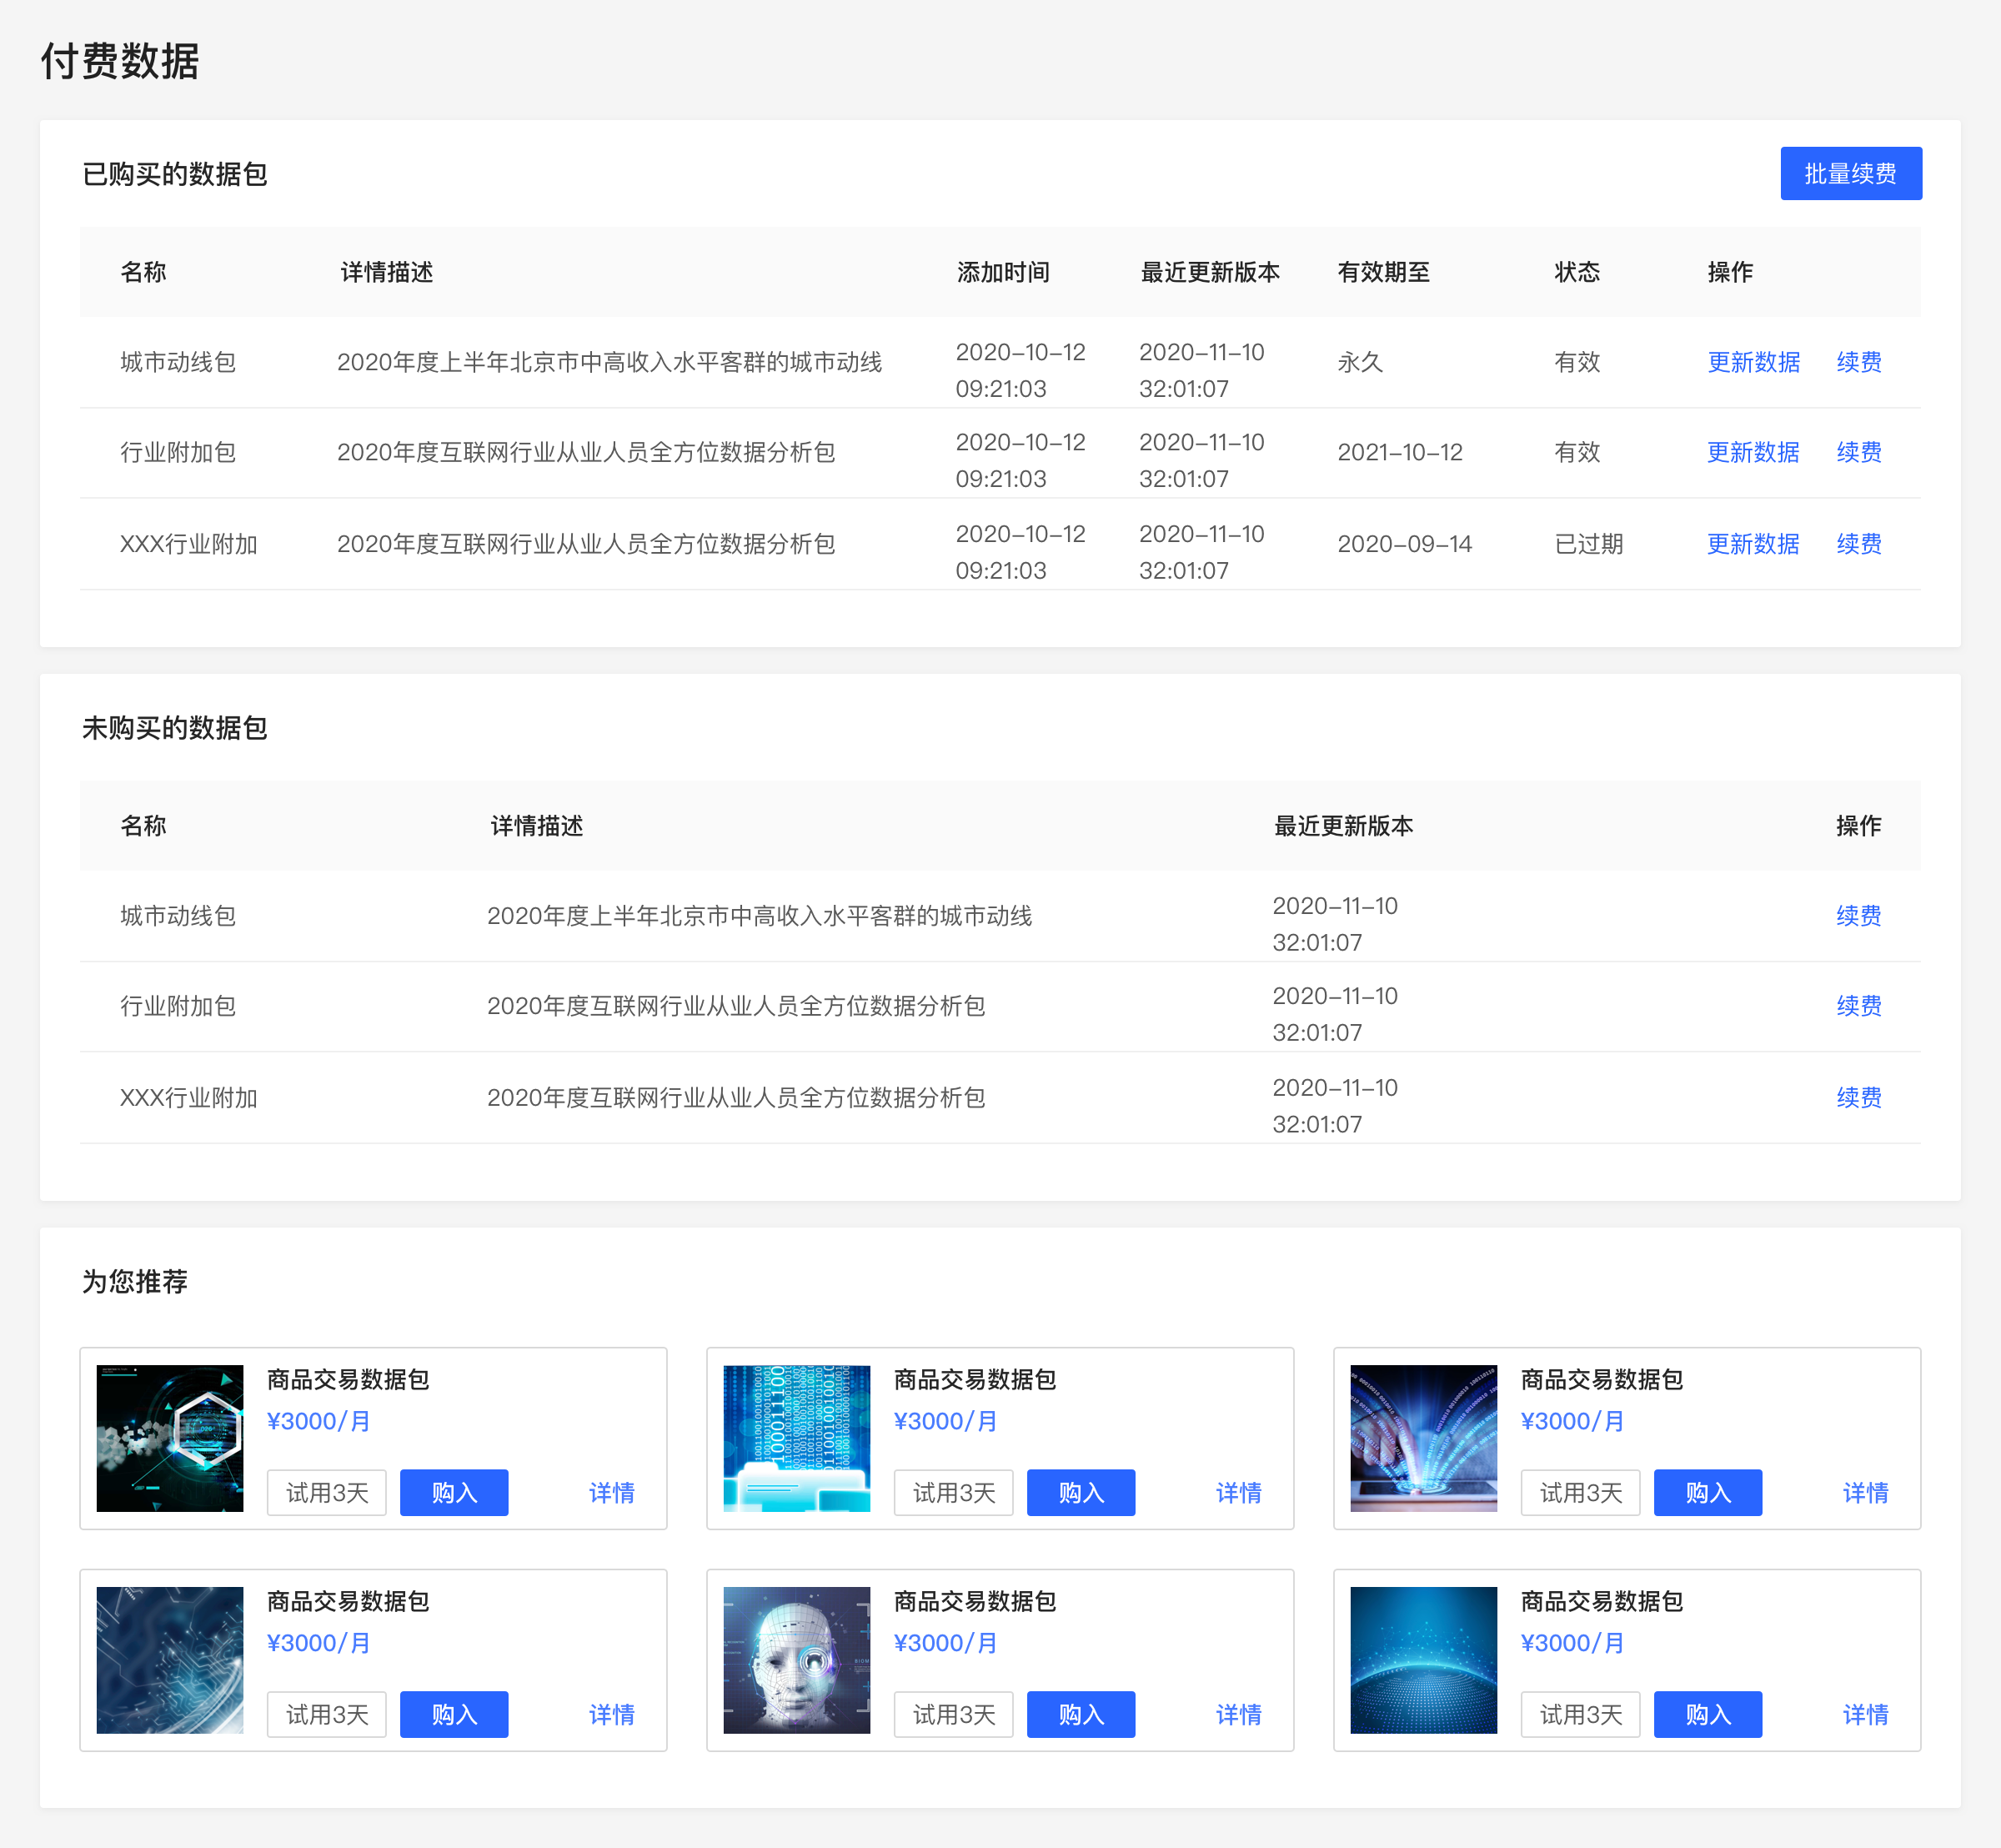 付费数据
已购买的数据包
批量续费
名称 详情描述 添加时间 最近更新版本 有效期至 状态 操作
城市动线包 2020年度上半年北京市中高收入水平客群的城市动线 2020-10-12 09:21:03 2020-11-10 32:01:07 永久 有效 更新数据 续费
行业附加包 2020年度互联网行业从业人员全方位数据分析包 2020-10-12 09:21:03 2020-11-10 32:01:07 2021-10-12 有效 更新数据 续费
XXX行业附加 2020年度互联网行业从业人员全方位数据分析包 2020-10-12 09:21:03 2020-11-10 32:01:07 2020-09-14 已过期 更新数据 续费
未购买的数据包
名称 详情描述 最近更新版本 操作
城市动线包 2020年度上半年北京市中高收入水平客群的城市动线 2020-11-10 32:01:07 续费
行业附加包 2020年度互联网行业从业人员全方位数据分析包 2020-11-10 32:01:07 续费
XXX行业附加 2020年度互联网行业从业人员全方位数据分析包 2020-11-10 32:01:07 续费
为您推荐
商品交易数据包
¥3000/月
试用3天 购入 详情
商品交易数据包
¥3000/月
试用3天 购入 详情
商品交易数据包
¥3000/月
试用3天 购入 详情
商品交易数据包
¥3000/月
试用3天 购入 详情
商品交易数据包
¥3000/月
试用3天 购入 详情
商品交易数据包
¥3000/月
试用3天 购入 详情